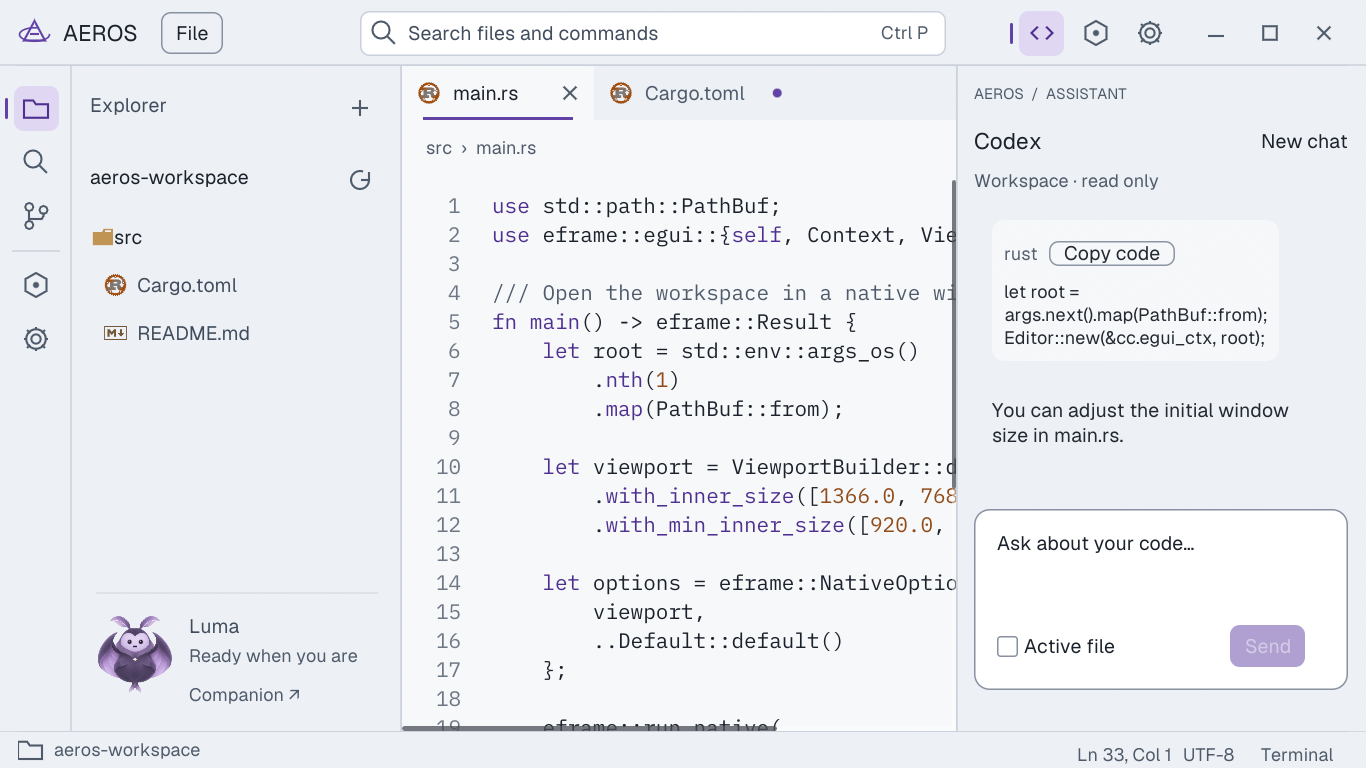 AEROS File Search files and commands Ctrl P
Explorer
aeros-workspace
src
Cargo.toml
README.md
Luma
Ready when you are
Companion ↗
main.rs Cargo.toml
src › main.rs
1 use std::path::PathBuf;
2 use eframe::egui::{self, Context, Vie
3
4 /// Open the workspace in a native wi
5 fn main() -> eframe::Result {
6     let root = std::env::args_os()
7         .nth(1)
8         .map(PathBuf::from);
9
10     let viewport = ViewportBuilder::d
11         .with_inner_size([1366.0, 768
12         .with_min_inner_size([920.0,
13
14     let options = eframe::NativeOptio
15         viewport,
16         ..Default::default()
17     };
18
19     eframe::run_native(
AEROS / ASSISTANT
Codex New chat
Workspace · read only
rust Copy code
let root =
args.next().map(PathBuf::from);
Editor::new(&cc.egui_ctx, root);
You can adjust the initial window
size in main.rs.
Ask about your code…
Active file Send
aeros-workspace Ln 33, Col 1 UTF-8 Terminal